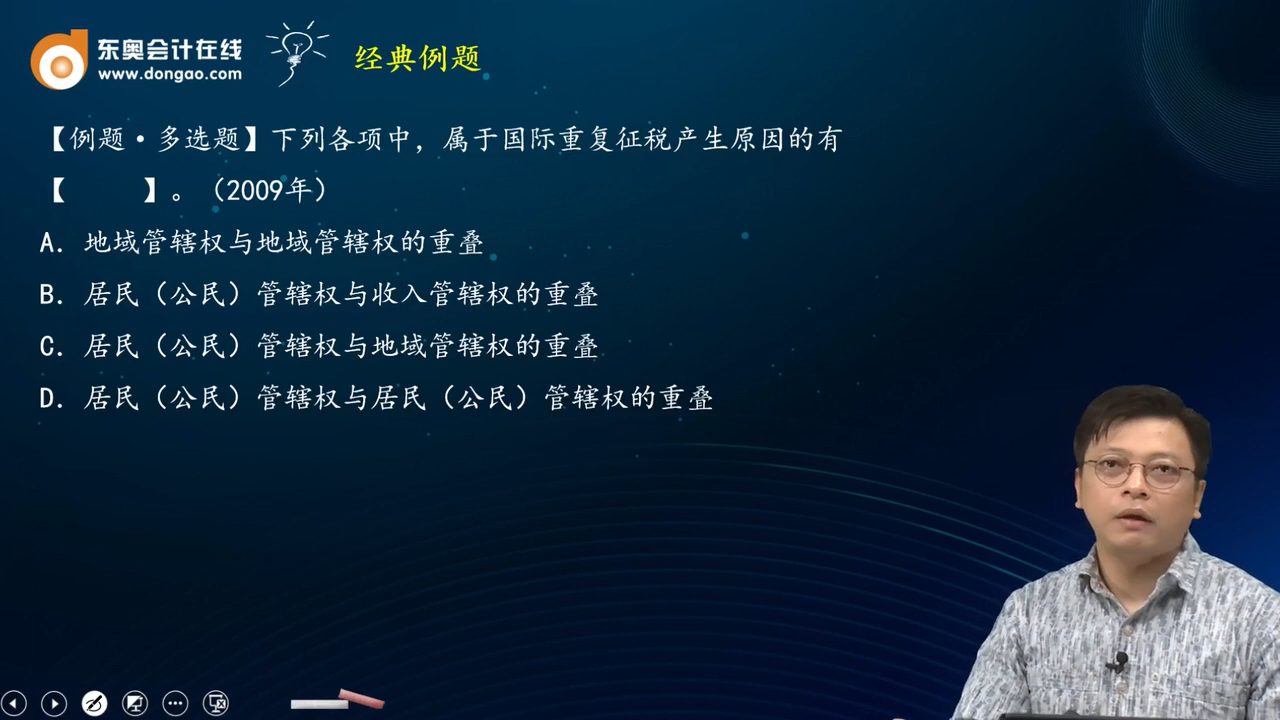 东奥会计在线
www.dongao.com
经典例题
【例题·多选题】下列各项中，属于国际重复征税产生原因的有
【　　】。（2009年）
A. 地域管辖权与地域管辖权的重叠
B. 居民（公民）管辖权与收入管辖权的重叠
C. 居民（公民）管辖权与地域管辖权的重叠
D. 居民（公民）管辖权与居民（公民）管辖权的重叠